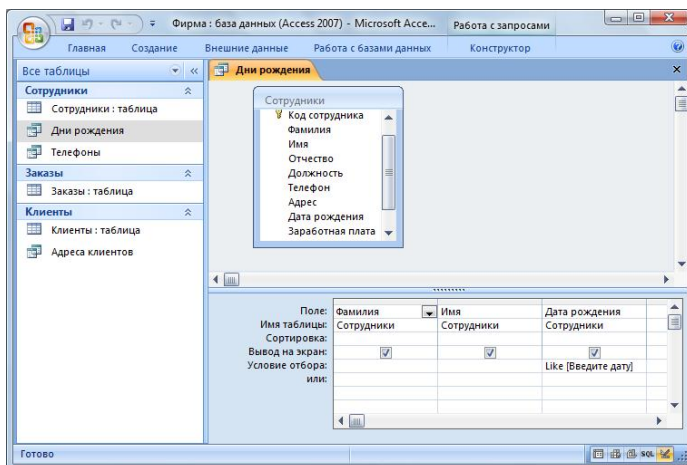 Фирма : база данных (Access 2007) - Microsoft Acce...
Работа с запросами
Главная
Создание
Внешние данные
Работа с базами данных
Конструктор
Все таблицы
Сотрудники
Сотрудники : таблица
Дни рождения
Телефоны
Заказы
Заказы : таблица
Клиенты
Клиенты : таблица
Адреса клиентов
Дни рождения
Сотрудники
Код сотрудника
Фамилия
Имя
Отчество
Должность
Телефон
Адрес
Дата рождения
Заработная плата
Поле: Фамилия Имя Дата рождения
Имя таблицы: Сотрудники Сотрудники Сотрудники
Сортировка:
Вывод на экран:
Условие отбора: Like [Введите дату]
или:
Готово
SQL